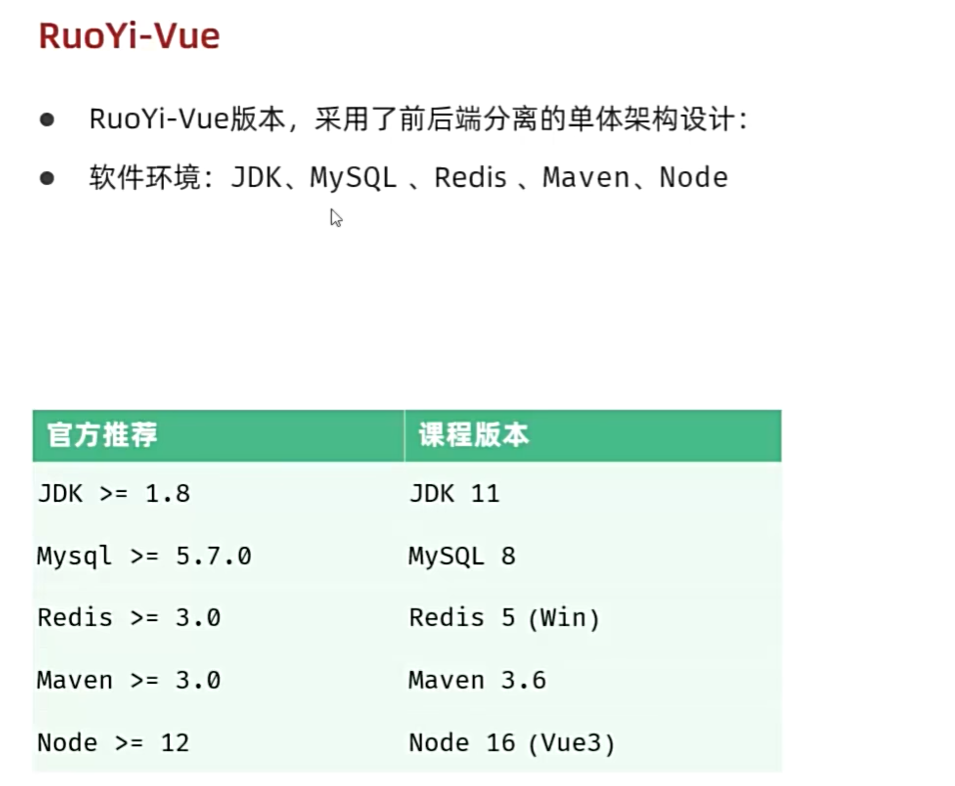 RuoYi-Vue
● RuoYi-Vue版本，采用了前后端分离的单体架构设计：
● 软件环境：JDK、MySQL 、Redis 、Maven、Node
官方推荐 课程版本
JDK >= 1.8 JDK 11
Mysql >= 5.7.0 MySQL 8
Redis >= 3.0 Redis 5（Win）
Maven >= 3.0 Maven 3.6
Node >= 12 Node 16（Vue3）